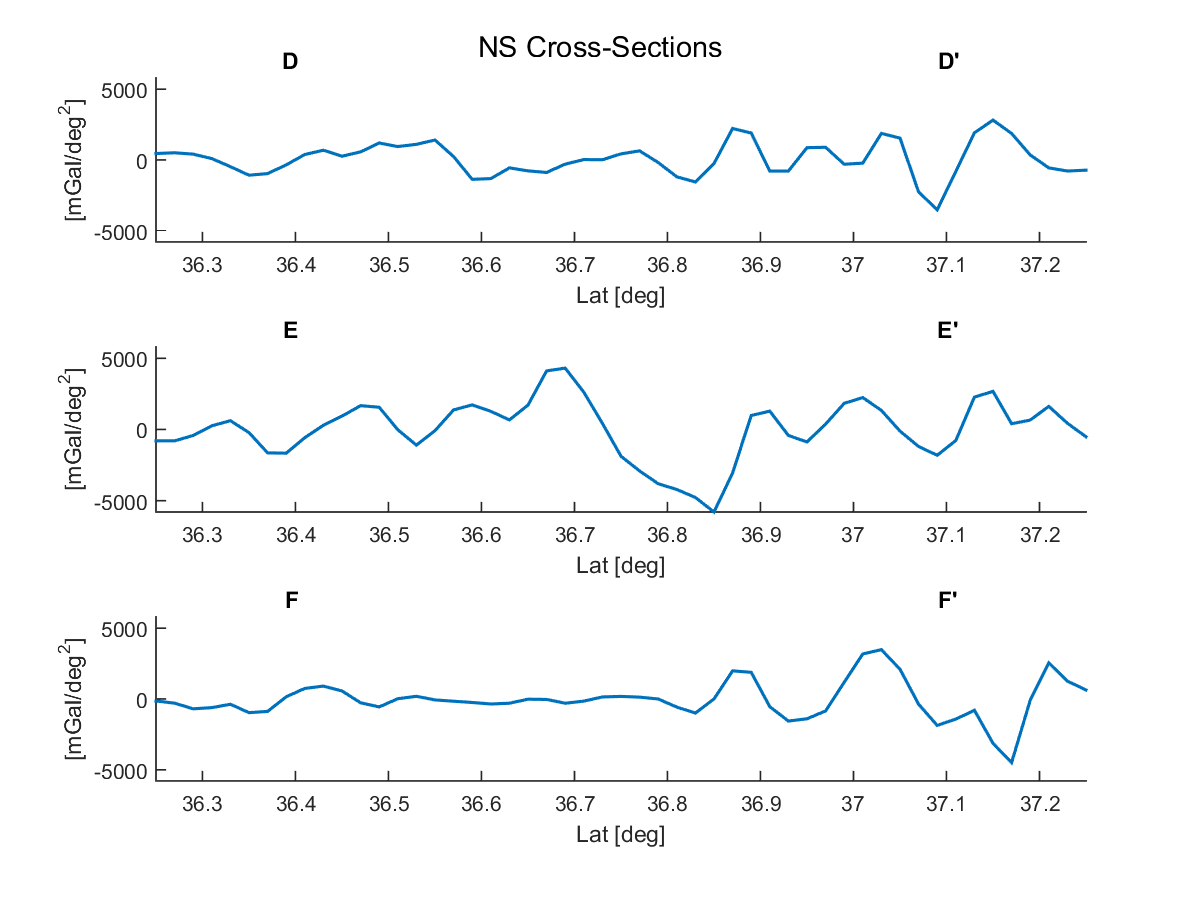 NS Cross-Sections
D D'
5000
0
-5000
[mGal/deg²]
36.3 36.4 36.5 36.6 36.7 36.8 36.9 37 37.1 37.2
Lat [deg]
E E'
5000
0
-5000
[mGal/deg²]
36.3 36.4 36.5 36.6 36.7 36.8 36.9 37 37.1 37.2
Lat [deg]
F F'
5000
0
-5000
[mGal/deg²]
36.3 36.4 36.5 36.6 36.7 36.8 36.9 37 37.1 37.2
Lat [deg]